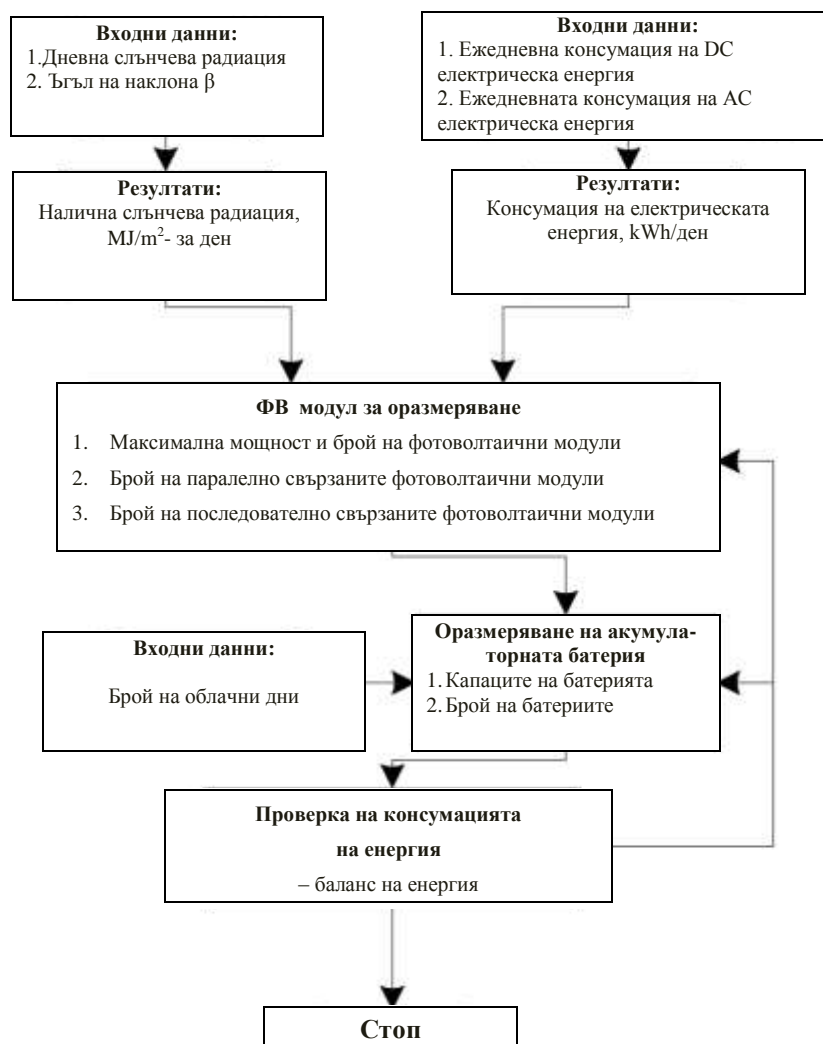 Входни данни:
1.Дневна слънчева радиация
2. Ъгъл на наклона β
Входни данни:
1. Ежедневна консумация на DC
електрическа енергия
2. Ежедневната консумация на AC
електрическа енергия
Резултати:
Налична слънчева радиация,
MJ/m²- за ден
Резултати:
Консумация на електрическата
енергия, kWh/ден
ФВ модул за оразмеряване
1. Максимална мощност и брой на фотоволтаични модули
2. Брой на паралелно свързаните фотоволтаични модули
3. Брой на последователно свързаните фотоволтаични модули
Входни данни:
Брой на облачни дни
Оразмеряване на акумула-
торната батерия
1. Капаците на батерията
2. Брой на батериите
Проверка на консумацията
на енергия
– баланс на енергия
Стоп